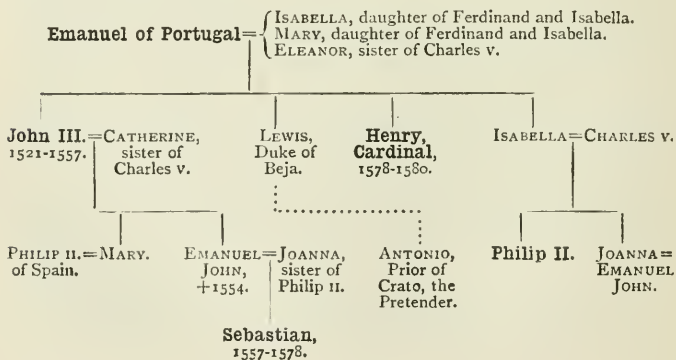 Emanuel of Portugal = { ISABELLA, daughter of Ferdinand and Isabella.
MARY, daughter of Ferdinand and Isabella.
ELEANOR, sister of Charles V.
John III. = CATHERINE,
1521-1557. sister of
Charles V.
LEWIS,
Duke of
Beja.
Henry,
Cardinal,
1578-1580.
ISABELLA = CHARLES V.
PHILIP II. = MARY.
of Spain.
EMANUEL = JOANNA,
JOHN, sister of
+1554. Philip II.
ANTONIO,
Prior of
Crato, the
Pretender.
Philip II.
JOANNA =
EMANUEL
JOHN.
Sebastian,
1557-1578.